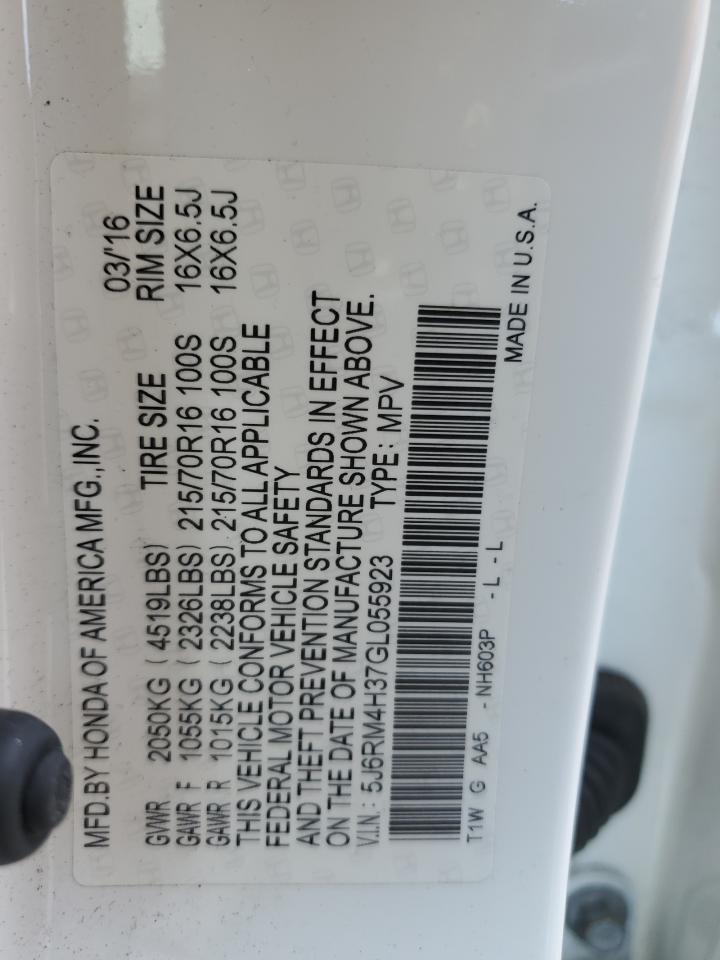 MFD.BY HONDA OF AMERICA MFG.,INC. 03/'16
GVWR 2050KG ( 4519LBS) TIRE SIZE RIM SIZE
GAWR F 1055KG ( 2326LBS) 215/70R16 100S 16X6.5J
GAWR R 1015KG ( 2238LBS) 215/70R16 100S 16X6.5J
THIS VEHICLE CONFORMS TO ALL APPLICABLE
FEDERAL MOTOR VEHICLE SAFETY
AND THEFT PREVENTION STANDARDS IN EFFECT
ON THE DATE OF MANUFACTURE SHOWN ABOVE.
V.I.N.: 5J6RM4H37GL055923 TYPE: MPV
T1W G AA5 - NH603P - L - L MADE IN U.S.A.